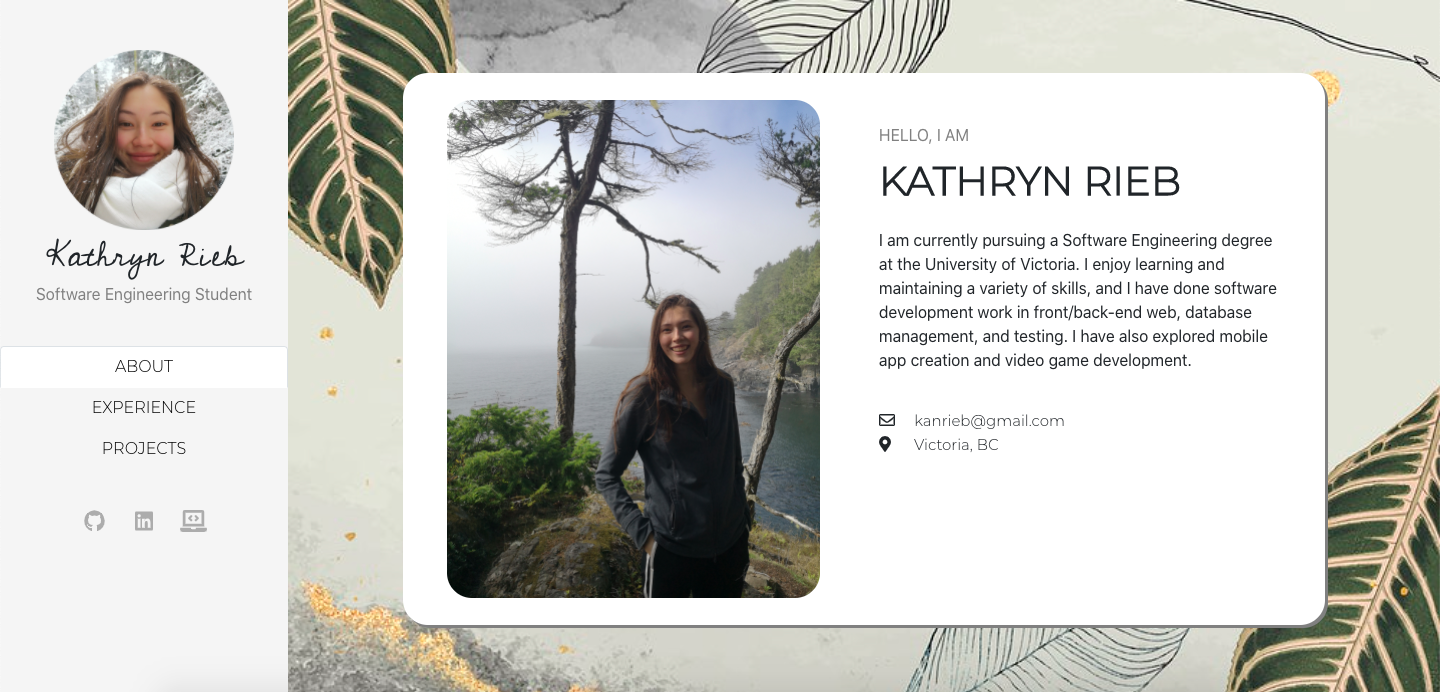 Kathryn Rieb
Software Engineering Student
ABOUT
EXPERIENCE
PROJECTS
HELLO, I AM
KATHRYN RIEB
I am currently pursuing a Software Engineering degree
at the University of Victoria. I enjoy learning and
maintaining a variety of skills, and I have done software
development work in front/back-end web, database
management, and testing. I have also explored mobile
app creation and video game development.
kanrieb@gmail.com
Victoria, BC